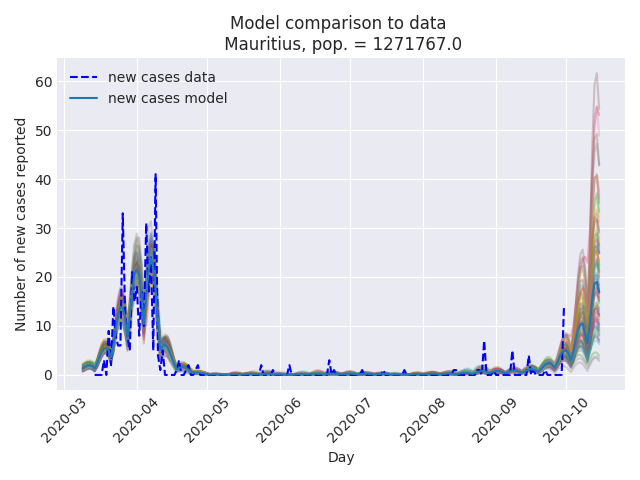 Model comparison to data
Mauritius, pop. = 1271767.0
new cases data
new cases model
Number of new cases reported
60
50
40
30
20
10
0
2020-03
2020-04
2020-05
2020-06
2020-07
2020-08
2020-09
2020-10
Day